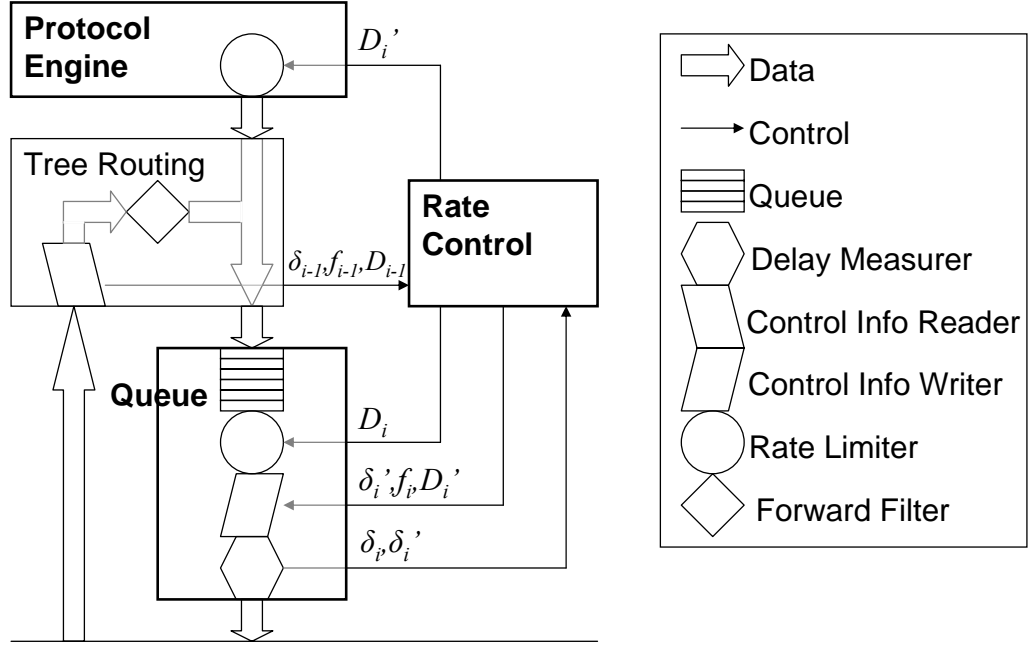 Protocol
Engine
D_i’
Tree Routing
Rate
Control
δ_{i-1},f_{i-1},D_{i-1}
Queue
D_i
δ_i’,f_i,D_i’
δ_i,δ_i’
Data
Control
Queue
Delay Measurer
Control Info Reader
Control Info Writer
Rate Limiter
Forward Filter